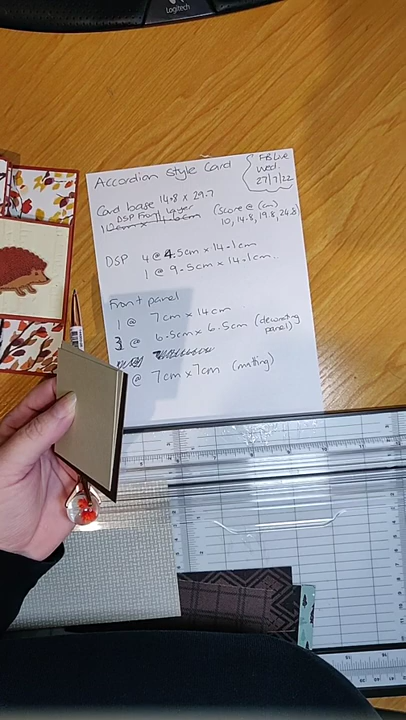 Logitech
Accordian Style Card
FB Live
Wed.
27/7/22
Card base 14.8 x 29.7
DSP Front layer
(Score @ (cm)
10, 14.8, 19.8, 24.8)
DSP 4 @ 4.5cm x 14.1cm
1 @ 9.5cm x 14.1cm.
Front panel
1 @ 7cm x 14cm
3 @ 6.5cm x 6.5cm (decorating
panel)
@ 7cm x 7cm (matting)